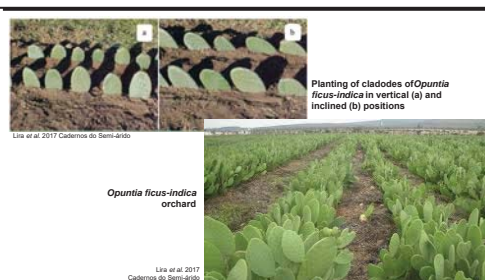 a
b
Planting of cladodes ofOpuntia
ficus-indica in vertical (a) and
inclined (b) positions
Lira et al. 2017 Cadernos do Semi-árido
Opuntia ficus-indica
orchard
Lira et al. 2017
Cadernos do Semi-árido